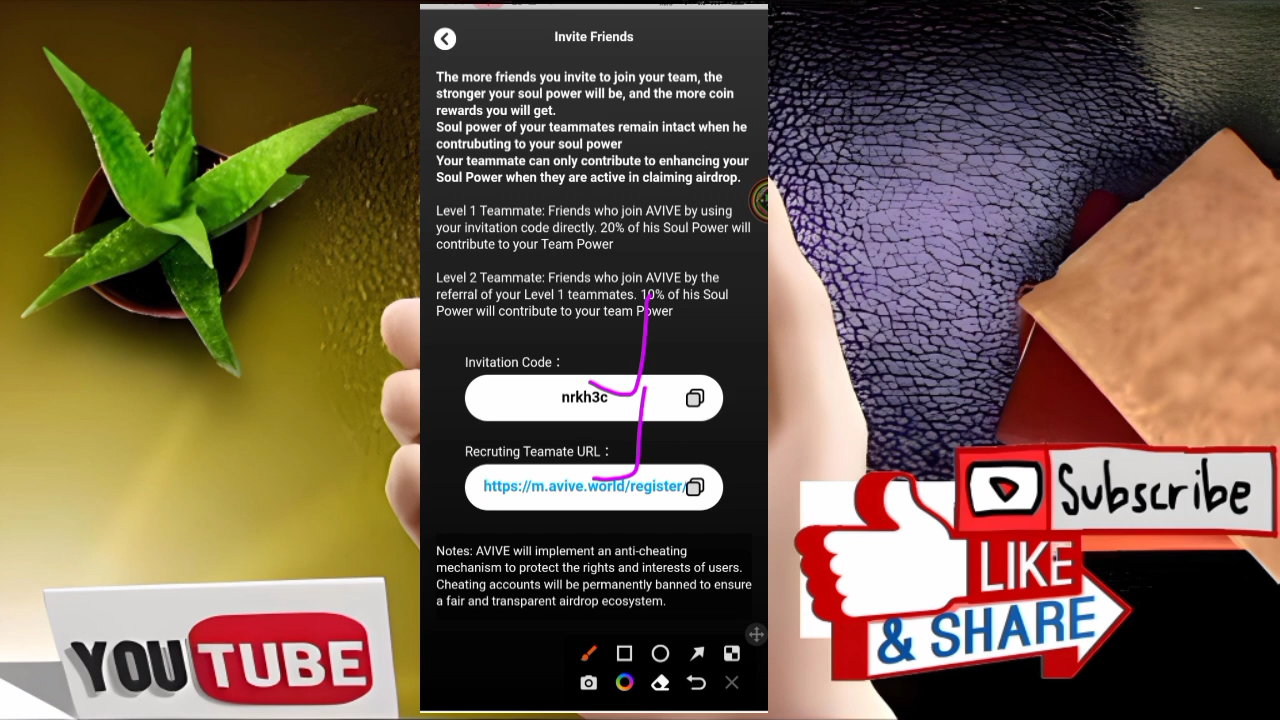 Invite Friends
The more friends you invite to join your team, the
stronger your soul power will be, and the more coin
rewards you will get.
Soul power of your teammates remain intact when he
contrubuting to your soul power
Your teammate can only contribute to enhancing your
Soul Power when they are active in claiming airdrop.
Level 1 Teammate: Friends who join AVIVE by using
your invitation code directly. 20% of his Soul Power will
contribute to your Team Power
Level 2 Teammate: Friends who join AVIVE by the
referral of your Level 1 teammates. 10% of his Soul
Power will contribute to your team Power
Invitation Code：
nrkh3c
Recruting Teamate URL：
https://m.avive.world/register/
Notes: AVIVE will implement an anti-cheating
mechanism to protect the rights and interests of users.
Cheating accounts will be permanently banned to ensure
a fair and transparent airdrop ecosystem.
YOUTUBE
Subscribe
LIKE
& SHARE